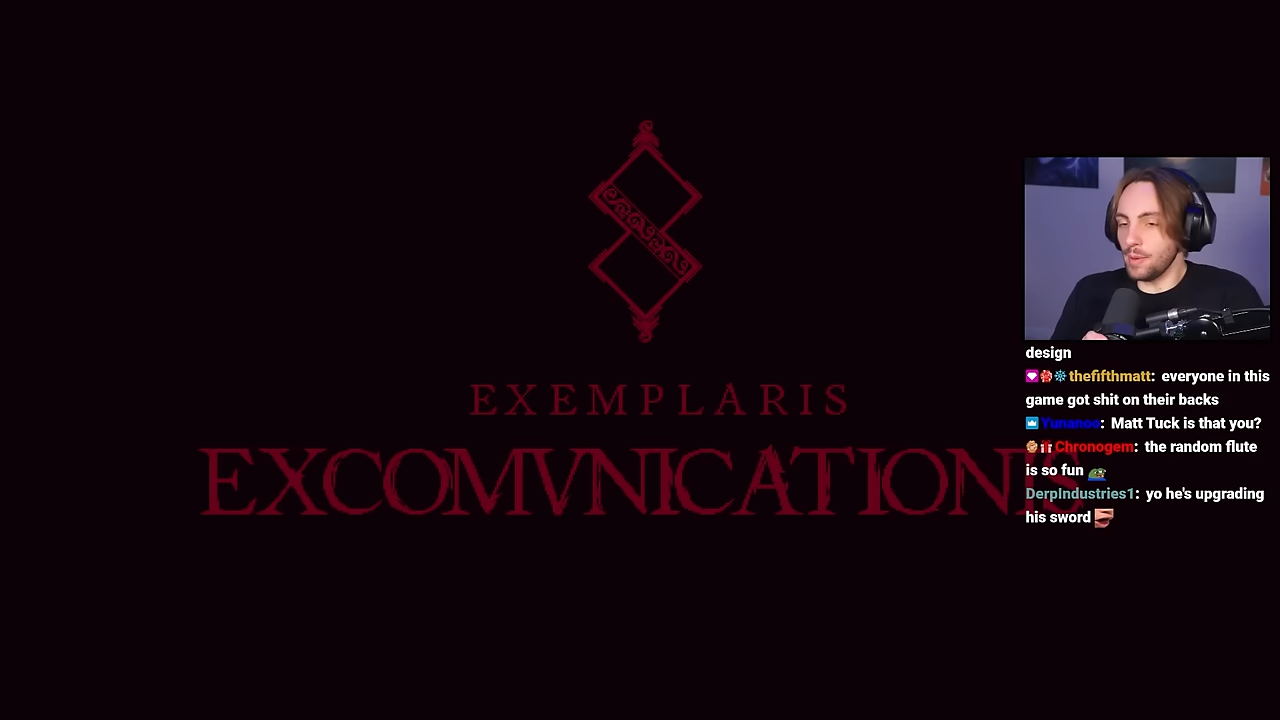 EXEMPLARIS
EXCOMVNICATIONIS
design
thefifthmatt: everyone in this
game got shit on their backs
Yunanoo: Matt Tuck is that you?
Chronogem: the random flute
is so fun
DerpIndustries1: yo he's upgrading
his sword